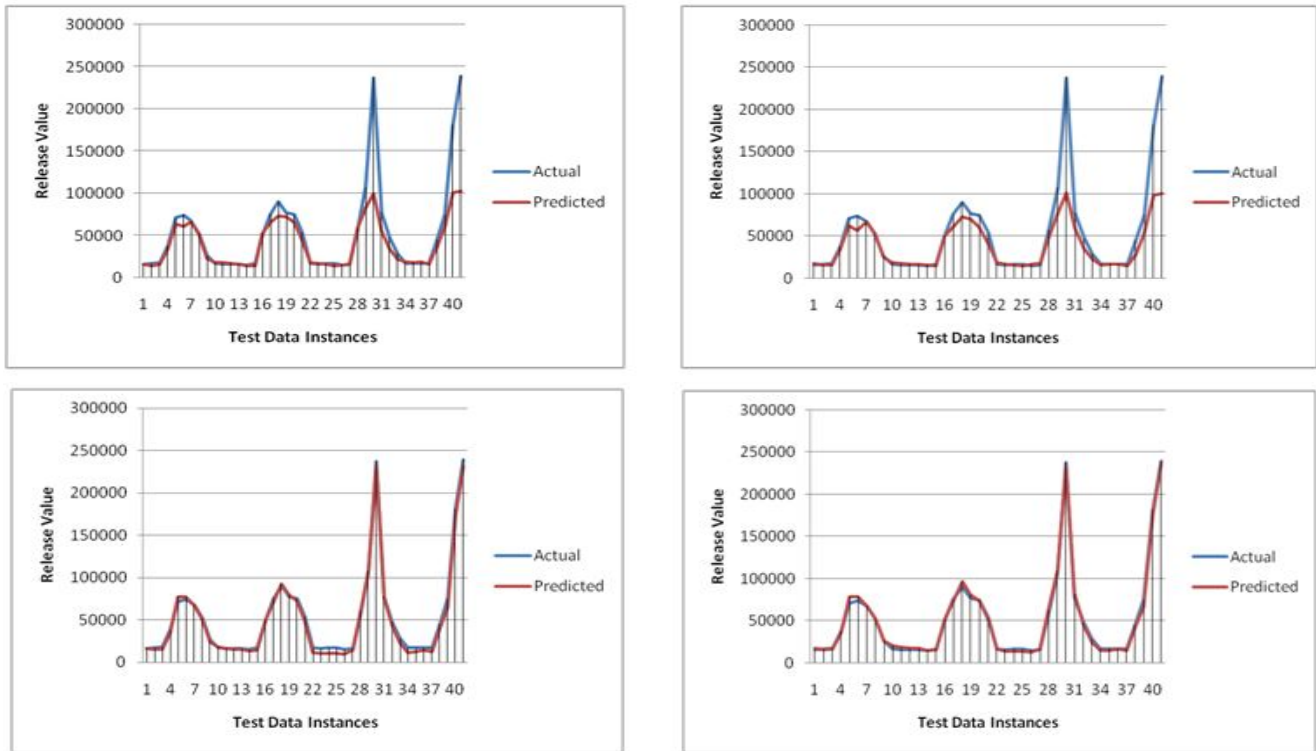 300000
250000
200000
150000
100000
50000
0
Release Value
1 4 7 10 13 16 19 22 25 28 31 34 37 40
Test Data Instances
Actual
Predicted
300000
250000
200000
150000
100000
50000
0
Release Value
1 4 7 10 13 16 19 22 25 28 31 34 37 40
Test Data Instances
Actual
Predicted
300000
250000
200000
150000
100000
50000
0
Release Value
1 4 7 10 13 16 19 22 25 28 31 34 37 40
Test Data Instances
Actual
Predicted
300000
250000
200000
150000
100000
50000
0
Release Value
1 4 7 10 13 16 19 22 25 28 31 34 37 40
Test Data Instances
Actual
Predicted